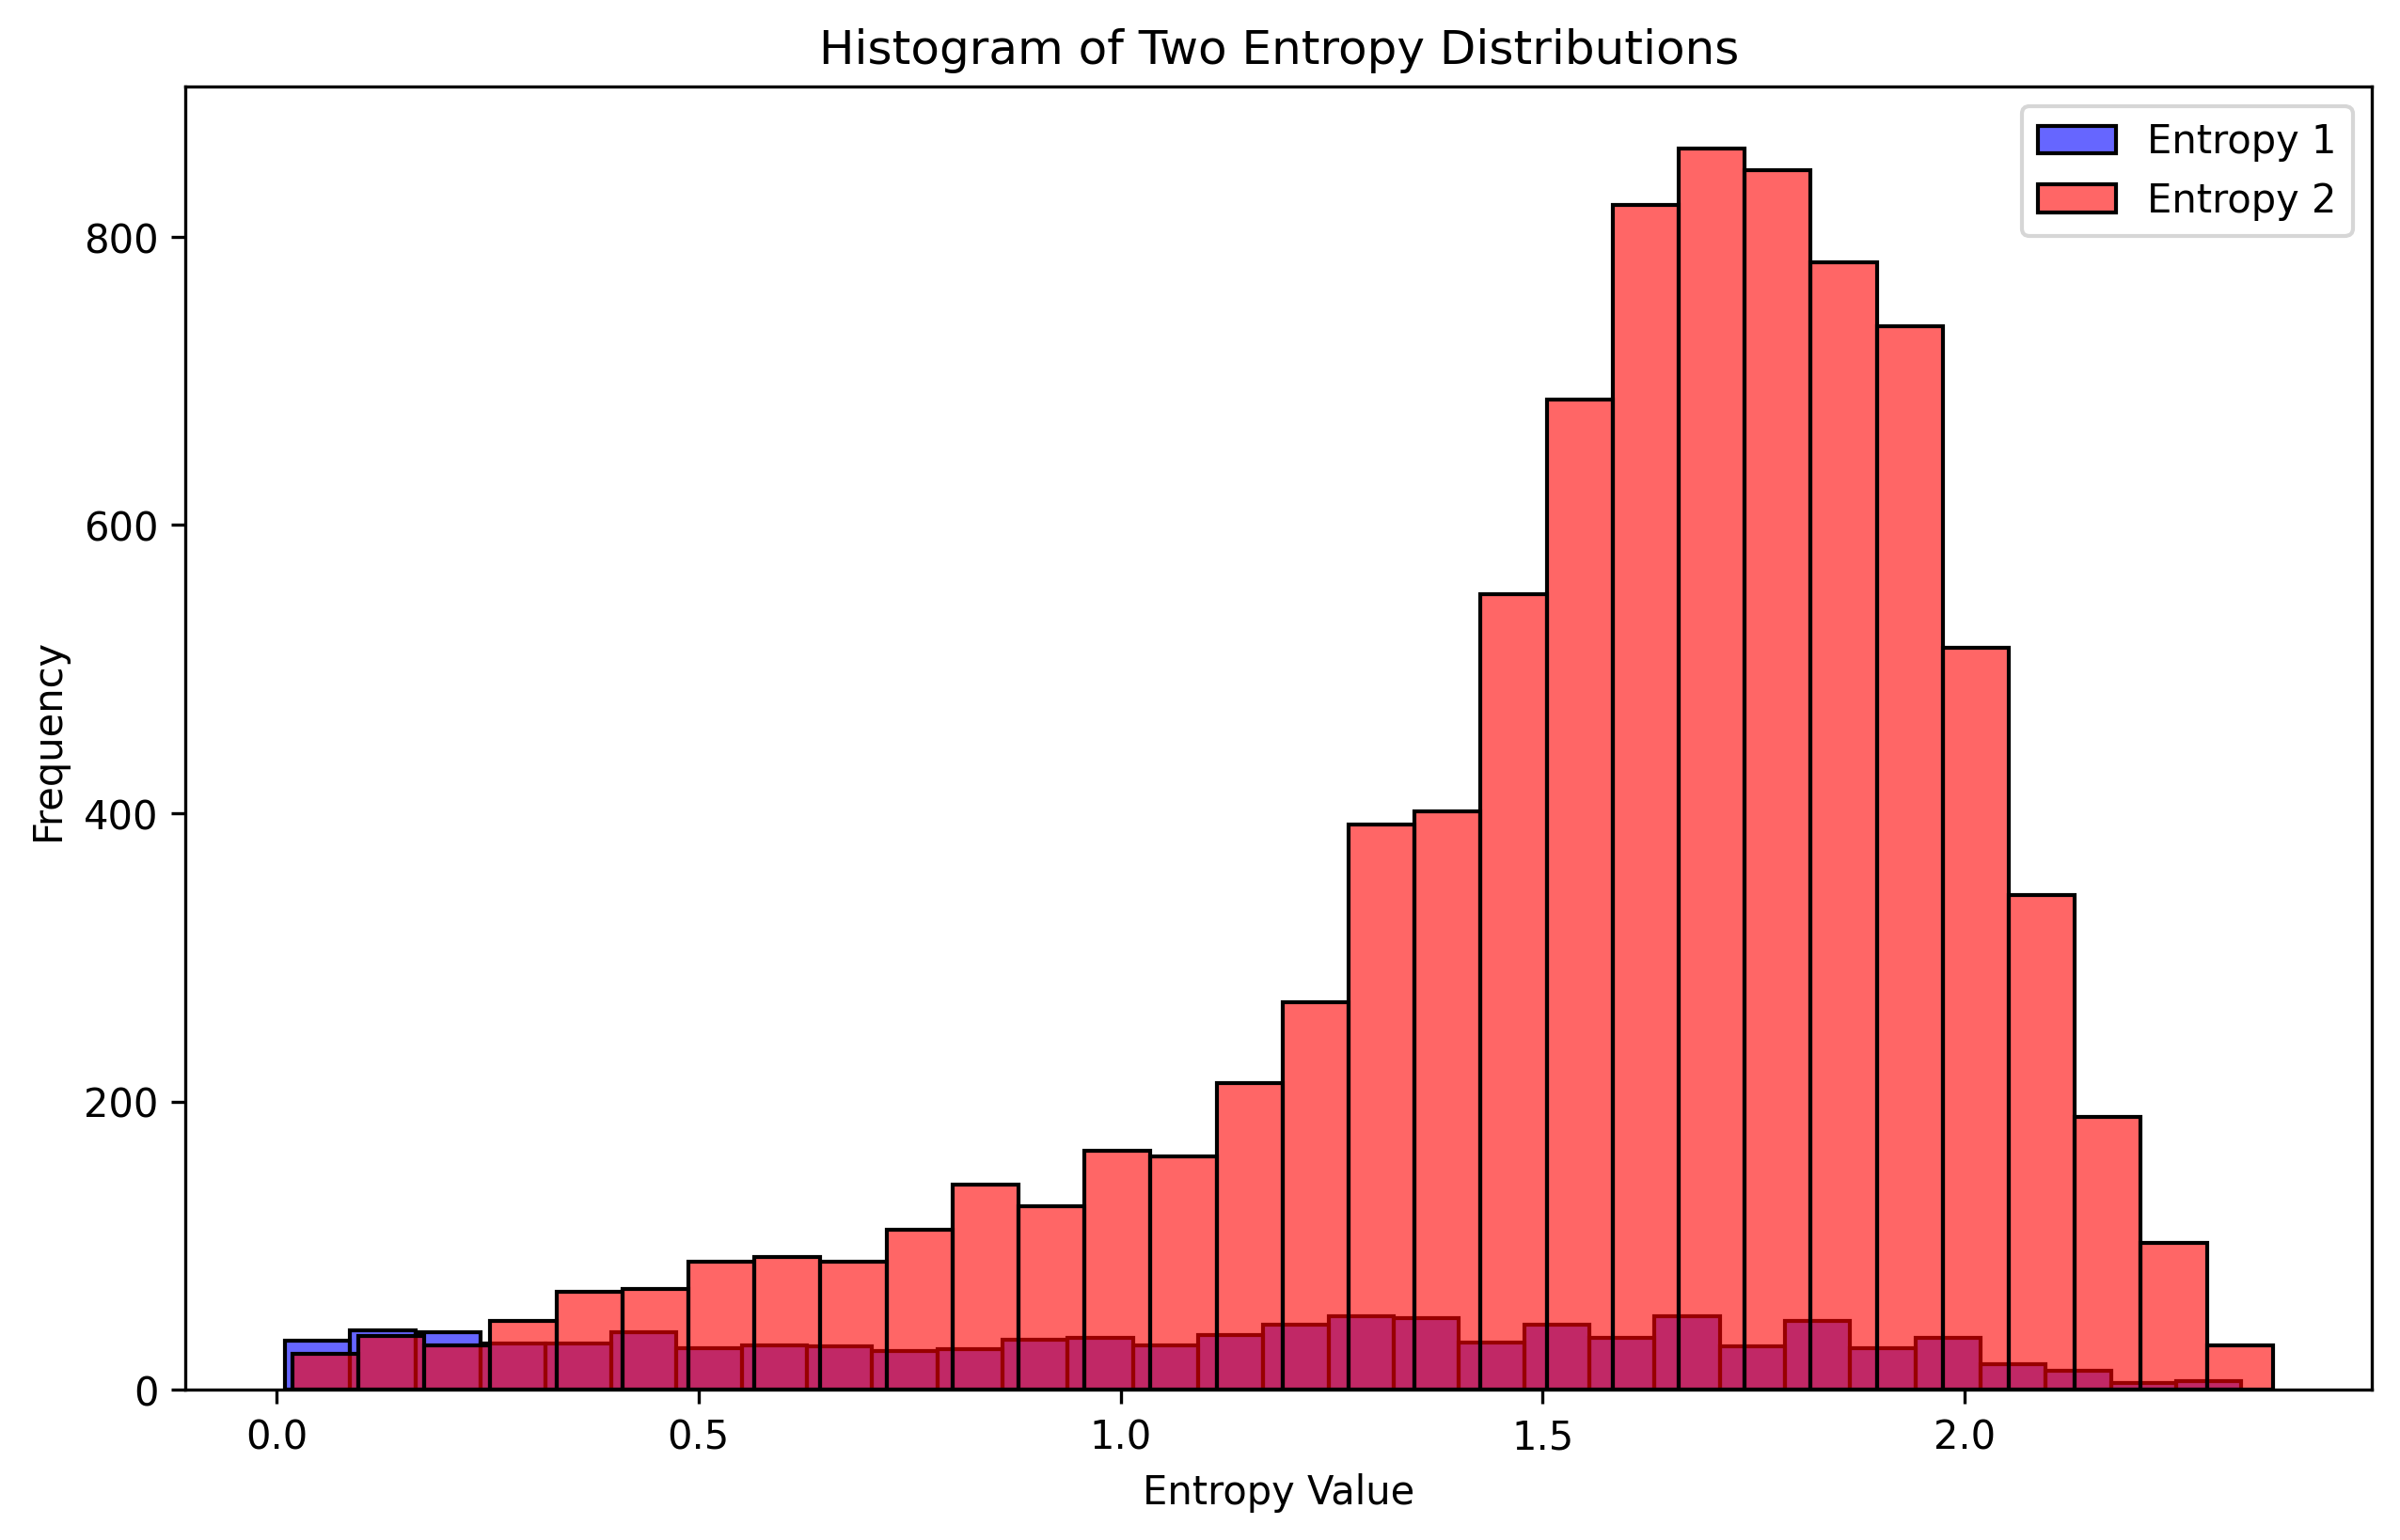 Histogram of Two Entropy Distributions
Entropy 1
Entropy 2
800
600
400
200
0
Frequency
0.0 0.5 1.0 1.5 2.0
Entropy Value